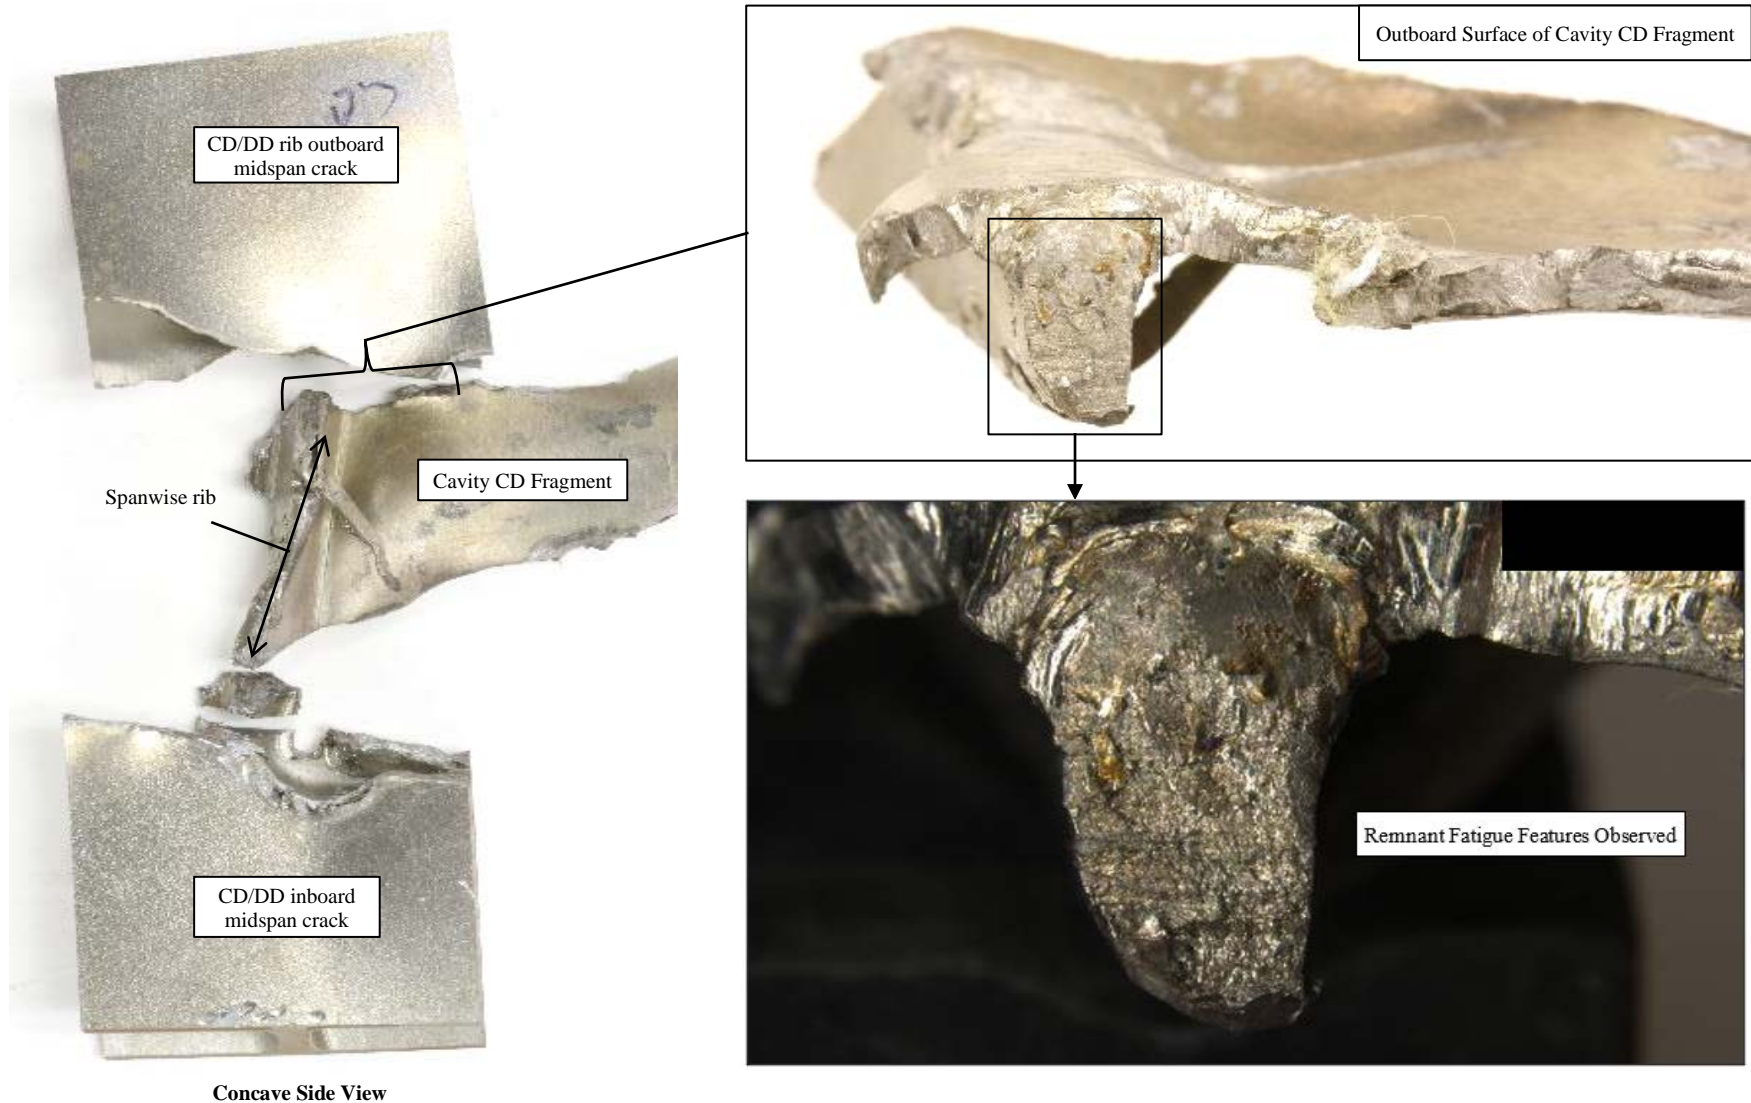 Outboard Surface of Cavity CD Fragment
CD/DD rib outboard
midspan crack
Spanwise rib
Cavity CD Fragment
Remnant Fatigue Features Observed
CD/DD inboard
midspan crack
Concave Side View